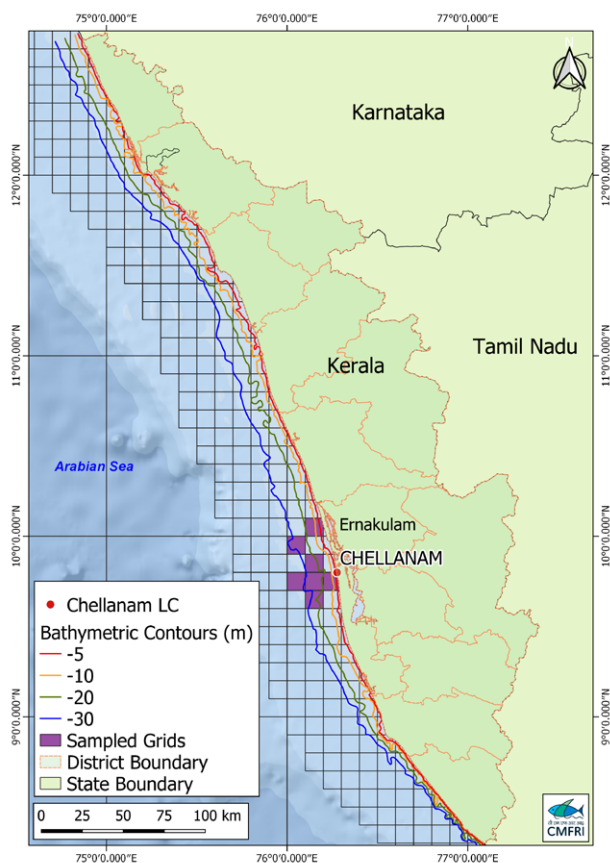 75°0'0.000"E 76°0'0.000"E 77°0'0.000"E
N
Karnataka
12°0'0.000"N 12°0'0.000"N
11°0'0.000"N 11°0'0.000"N
Tamil Nadu
Kerala
Arabian Sea
Ernakulam
10°0'0.000"N 10°0'0.000"N
CHELLANAM
Chellanam LC
Bathymetric Contours (m)
-5
-10
-20
-30
9°0'0.000"N 9°0'0.000"N
Sampled Grids
District Boundary
State Boundary
0 25 50 75 100 km
CMFRI
75°0'0.000"E 76°0'0.000"E 77°0'0.000"E